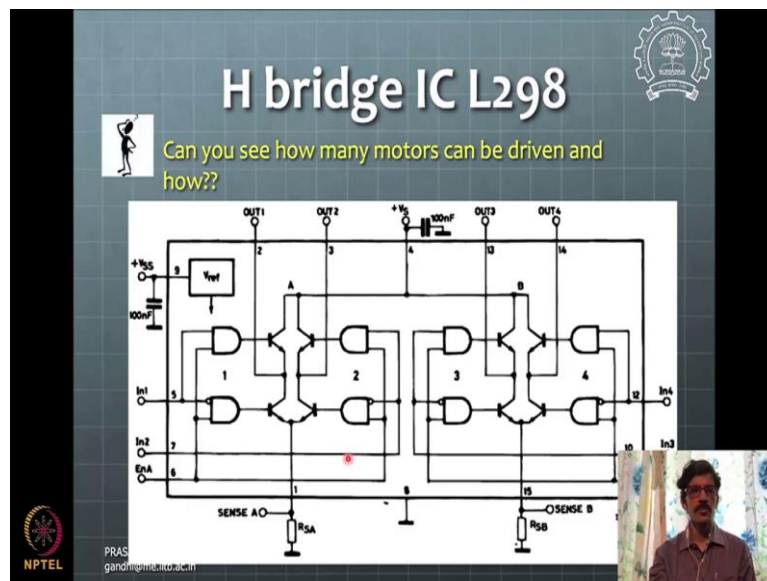 H bridge IC L298
Can you see how many motors can be driven and
how??
OUT1
OUT2
+Vs
100nF
OUT3
OUT4
2
3
4
13
14
+VSS
9
Vref
100nF
A
B
1
2
3
4
In1
5
12
In4
In2
7
10
In3
EnA
6
1
8
15
SENSE A
RSA
SENSE B
RSB
PRAS
gandhi@me.iitb.ac.in
NPTEL